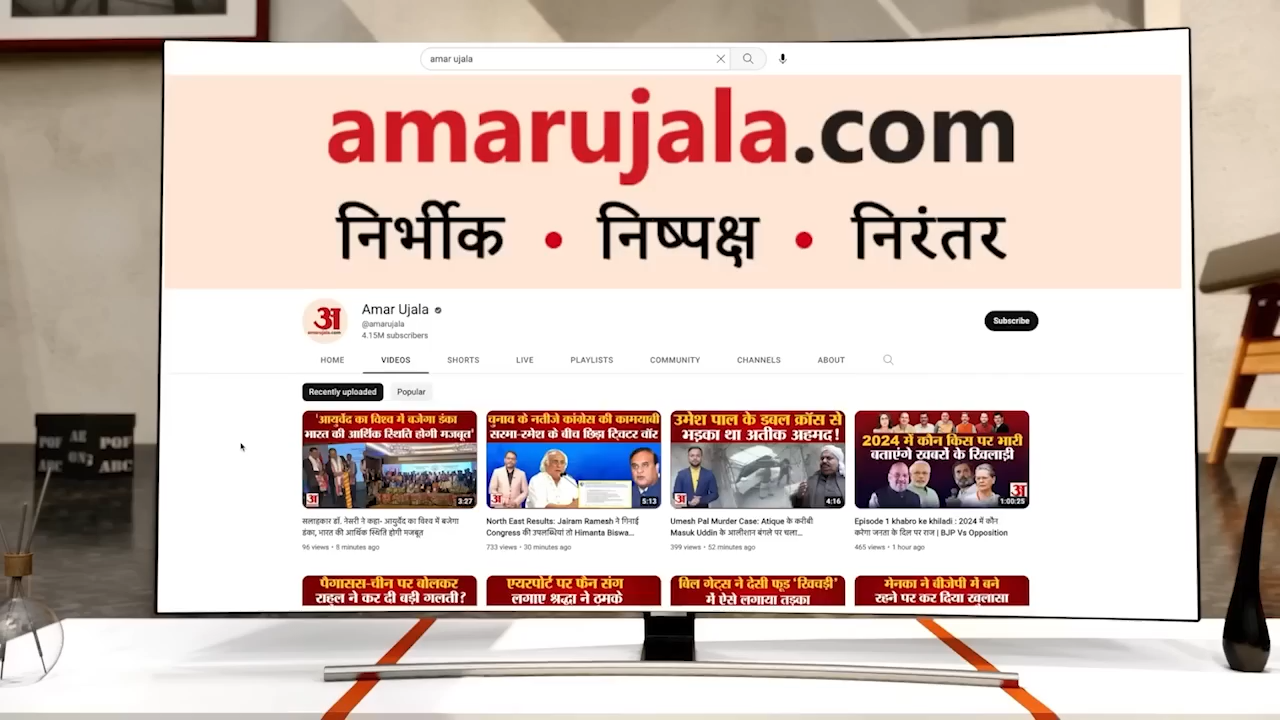 amar ujala
amarujala.com
निर्भीक • निष्पक्ष • निरंतर
अ
amarujala.com
Amar Ujala
@amarujala
4.15M subscribers
Subscribe
HOME VIDEOS SHORTS LIVE PLAYLISTS COMMUNITY CHANNELS ABOUT
Recently uploaded Popular
'आयुर्वेद का विश्व में बजेगा डंका
भारत की आर्थिक स्थिति होगी मजबूत'
अ
3:27
सलाहकार डॉ. नेसरी ने कहा- आयुर्वेद का विश्व में बजेगा
डंका, भारत की आर्थिक स्थिति होगी मजबूत
96 views • 8 minutes ago
चुनाव के नतीजे कांग्रेस की कामयाबी
सरमा-रमेश के बीच छिड़ा ट्विटर वॉर
अ
5:13
North East Results: Jairam Ramesh ने गिनाई
Congress की उपलब्धियां तो Himanta Biswa...
733 views • 30 minutes ago
उमेश पाल के डबल क्रॉस से
भड़का था अतीक अहमद!
अ
4:16
Umesh Pal Murder Case: Atique के करीबी
Masuk Uddin के आलीशान बंगले पर चला...
399 views • 52 minutes ago
2024 में कौन किस पर भारी
बताएंगे खबरों के खिलाड़ी
अ
1:00:25
Episode 1 khabro ke khiladi : 2024 में कौन
करेगा जनता के दिल पर राज | BJP Vs Opposition
465 views • 1 hour ago
पैगासस-चीन पर बोलकर
राहुल ने कर दी बड़ी गलती?
एयरपोर्ट पर फैन संग
लगाए श्रद्धा ने ठुमके
बिल गेट्स ने देसी फूड 'खिचड़ी'
में ऐसे लगाया तड़का
मेनका ने बीजेपी में बने
रहने पर कर दिया खुलासा